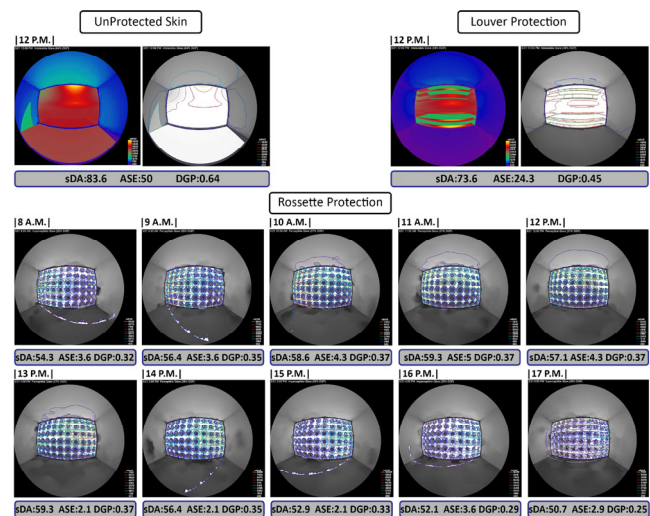 UnProtected Skin
Louver Protection
|12 P.M.|
|12 P.M.|
sDA:83.6 ASE:50 DGP:0.64
sDA:73.6 ASE:24.3 DGP:0.45
Rossette Protection
|8 A.M.|
|9 A.M.|
|10 A.M.|
|11 A.M.|
|12 P.M.|
sDA:54.3 ASE:3.6 DGP:0.32
sDA:56.4 ASE:3.6 DGP:0.35
sDA:58.6 ASE:4.3 DGP:0.37
sDA:59.3 ASE:5 DGP:0.37
sDA:57.1 ASE:4.3 DGP:0.37
|13 P.M.|
|14 P.M.|
|15 P.M.|
|16 P.M.|
|17 P.M.|
sDA:59.3 ASE:2.1 DGP:0.37
sDA:56.4 ASE:2.1 DGP:0.35
sDA:52.9 ASE:2.1 DGP:0.33
sDA:52.1 ASE:3.6 DGP:0.29
sDA:50.7 ASE:2.9 DGP:0.25